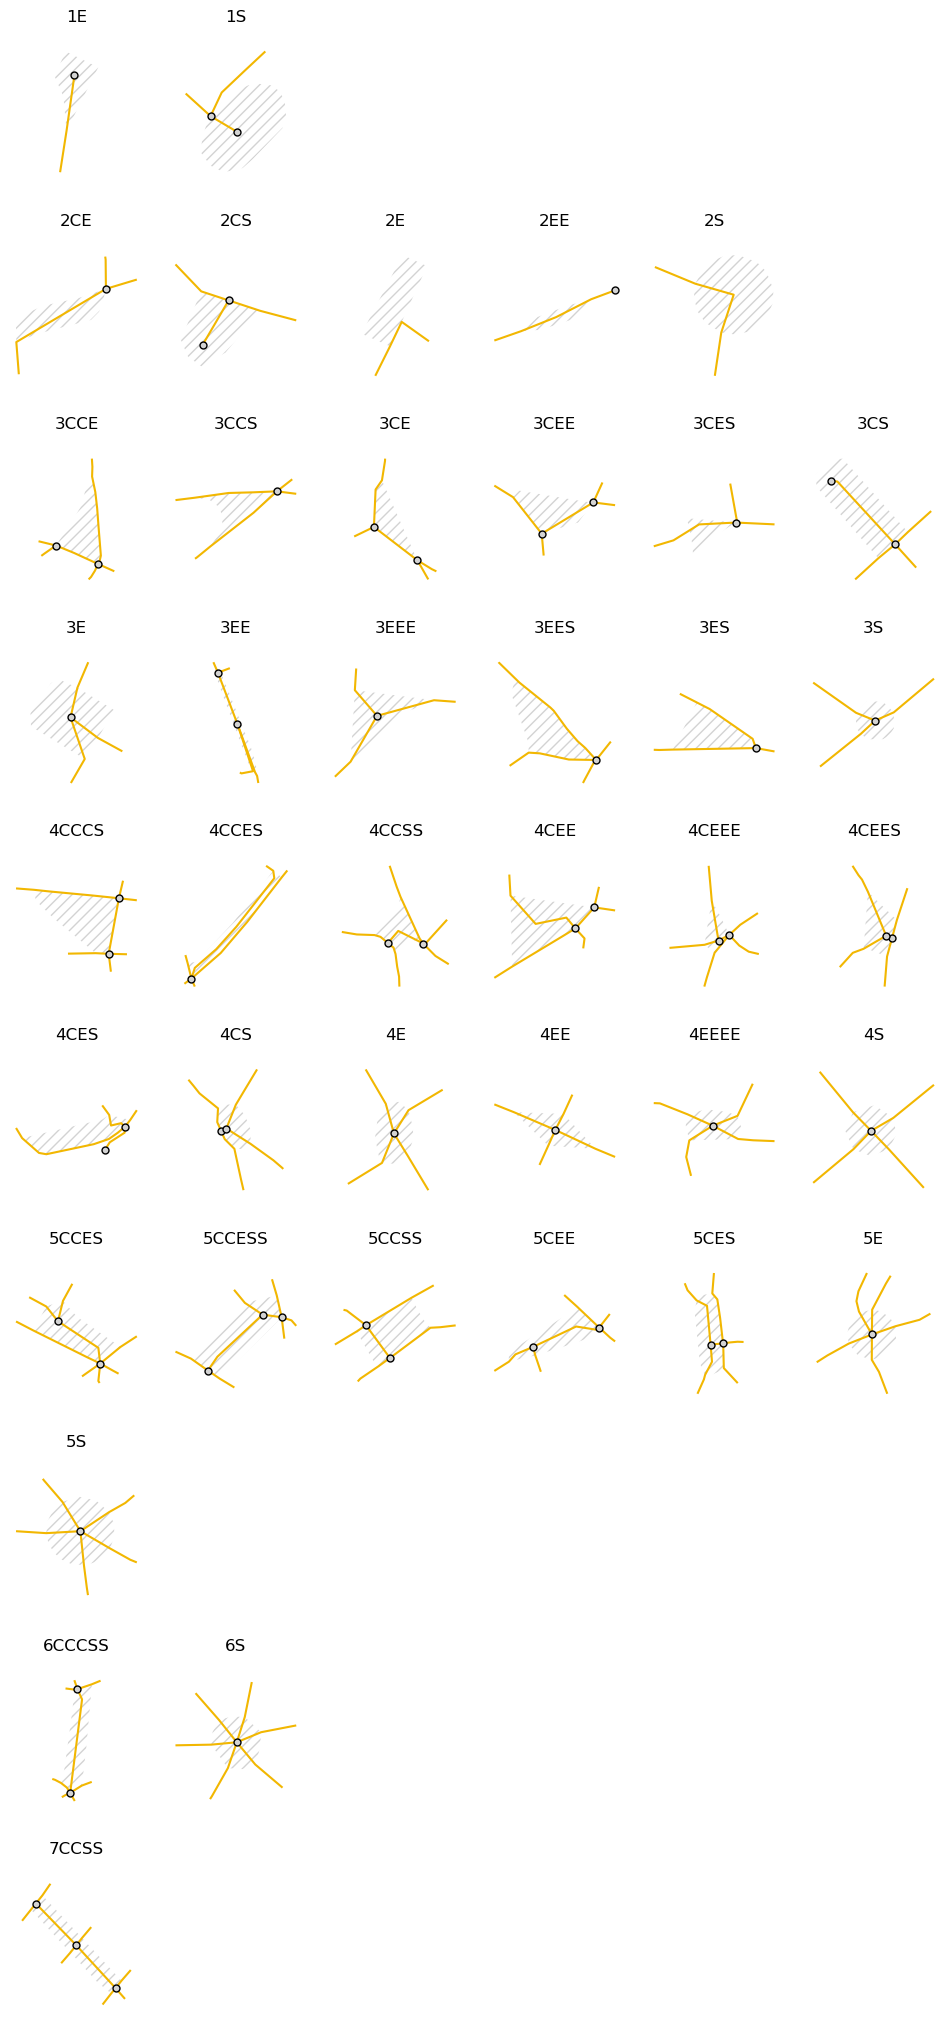 1E 1S
2CE 2CS 2E 2EE 2S
3CCE 3CCS 3CE 3CEE 3CES 3CS
3E 3EE 3EEE 3EES 3ES 3S
4CCCS 4CCES 4CCSS 4CEE 4CEEE 4CEES
4CES 4CS 4E 4EE 4EEEE 4S
5CCES 5CCESS 5CCSS 5CEE 5CES 5E
5S
6CCCSS 6S
7CCSS